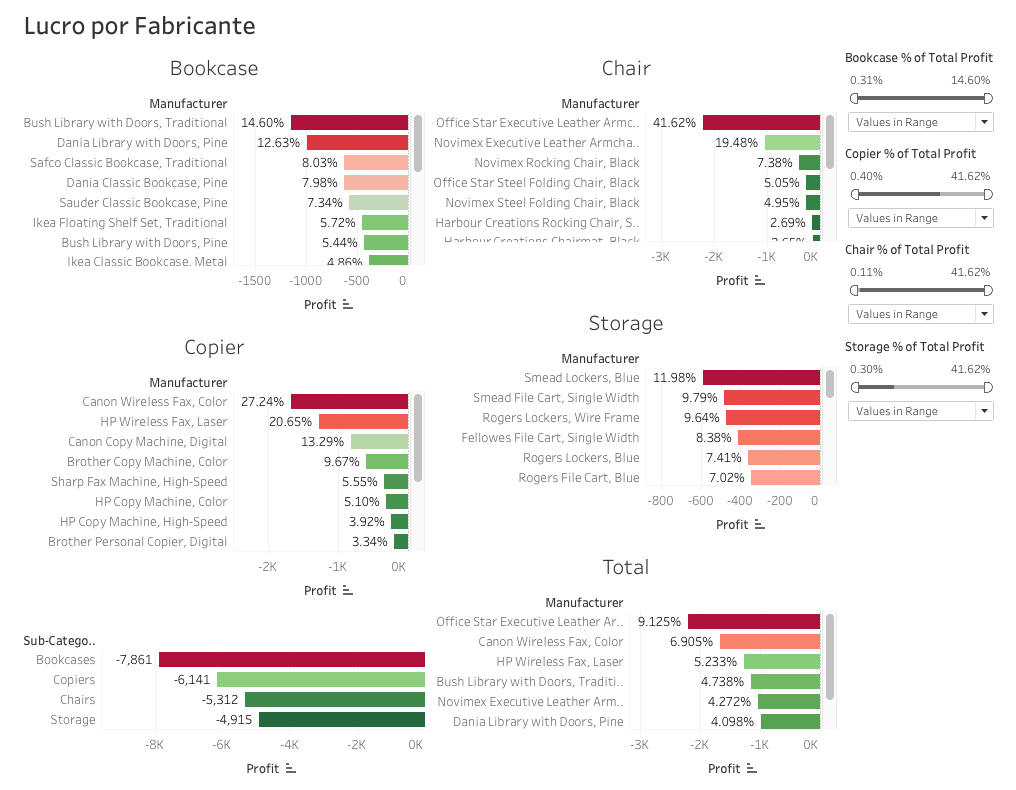 Lucro por Fabricante
Bookcase
Manufacturer
Bush Library with Doors, Traditional 14.60%
Dania Library with Doors, Pine 12.63%
Safco Classic Bookcase, Traditional 8.03%
Dania Classic Bookcase, Pine 7.98%
Sauder Classic Bookcase, Pine 7.34%
Ikea Floating Shelf Set, Traditional 5.72%
Bush Library with Doors, Pine 5.44%
Ikea Classic Bookcase, Metal 4.86%
-1500 -1000 -500 0
Profit
Chair
Manufacturer
Office Star Executive Leather Armc.. 41.62%
Novimex Executive Leather Armcha.. 19.48%
Novimex Rocking Chair, Black 7.38%
Office Star Steel Folding Chair, Black 5.05%
Novimex Steel Folding Chair, Black 4.95%
Harbour Creations Rocking Chair, S.. 2.69%
Harbour Creations Chairmat, Black 2.65%
-3K -2K -1K 0K
Profit
Bookcase % of Total Profit
0.31% 14.60%
Values in Range
Copier % of Total Profit
0.40% 41.62%
Values in Range
Chair % of Total Profit
0.11% 41.62%
Values in Range
Storage % of Total Profit
0.30% 41.62%
Values in Range
Copier
Manufacturer
Canon Wireless Fax, Color 27.24%
HP Wireless Fax, Laser 20.65%
Canon Copy Machine, Digital 13.29%
Brother Copy Machine, Color 9.67%
Sharp Fax Machine, High-Speed 5.55%
HP Copy Machine, Color 5.10%
HP Copy Machine, High-Speed 3.92%
Brother Personal Copier, Digital 3.34%
-2K -1K 0K
Profit
Storage
Manufacturer
Smead Lockers, Blue 11.98%
Smead File Cart, Single Width 9.79%
Rogers Lockers, Wire Frame 9.64%
Fellowes File Cart, Single Width 8.38%
Rogers Lockers, Blue 7.41%
Rogers File Cart, Blue 7.02%
-800 -600 -400 -200 0
Profit
Sub-Catego..
Bookcases -7,861
Copiers -6,141
Chairs -5,312
Storage -4,915
-8K -6K -4K -2K 0K
Profit
Total
Manufacturer
Office Star Executive Leather Ar.. 9.125%
Canon Wireless Fax, Color 6.905%
HP Wireless Fax, Laser 5.233%
Bush Library with Doors, Traditi.. 4.738%
Novimex Executive Leather Arm.. 4.272%
Dania Library with Doors, Pine 4.098%
-3K -2K -1K 0K
Profit